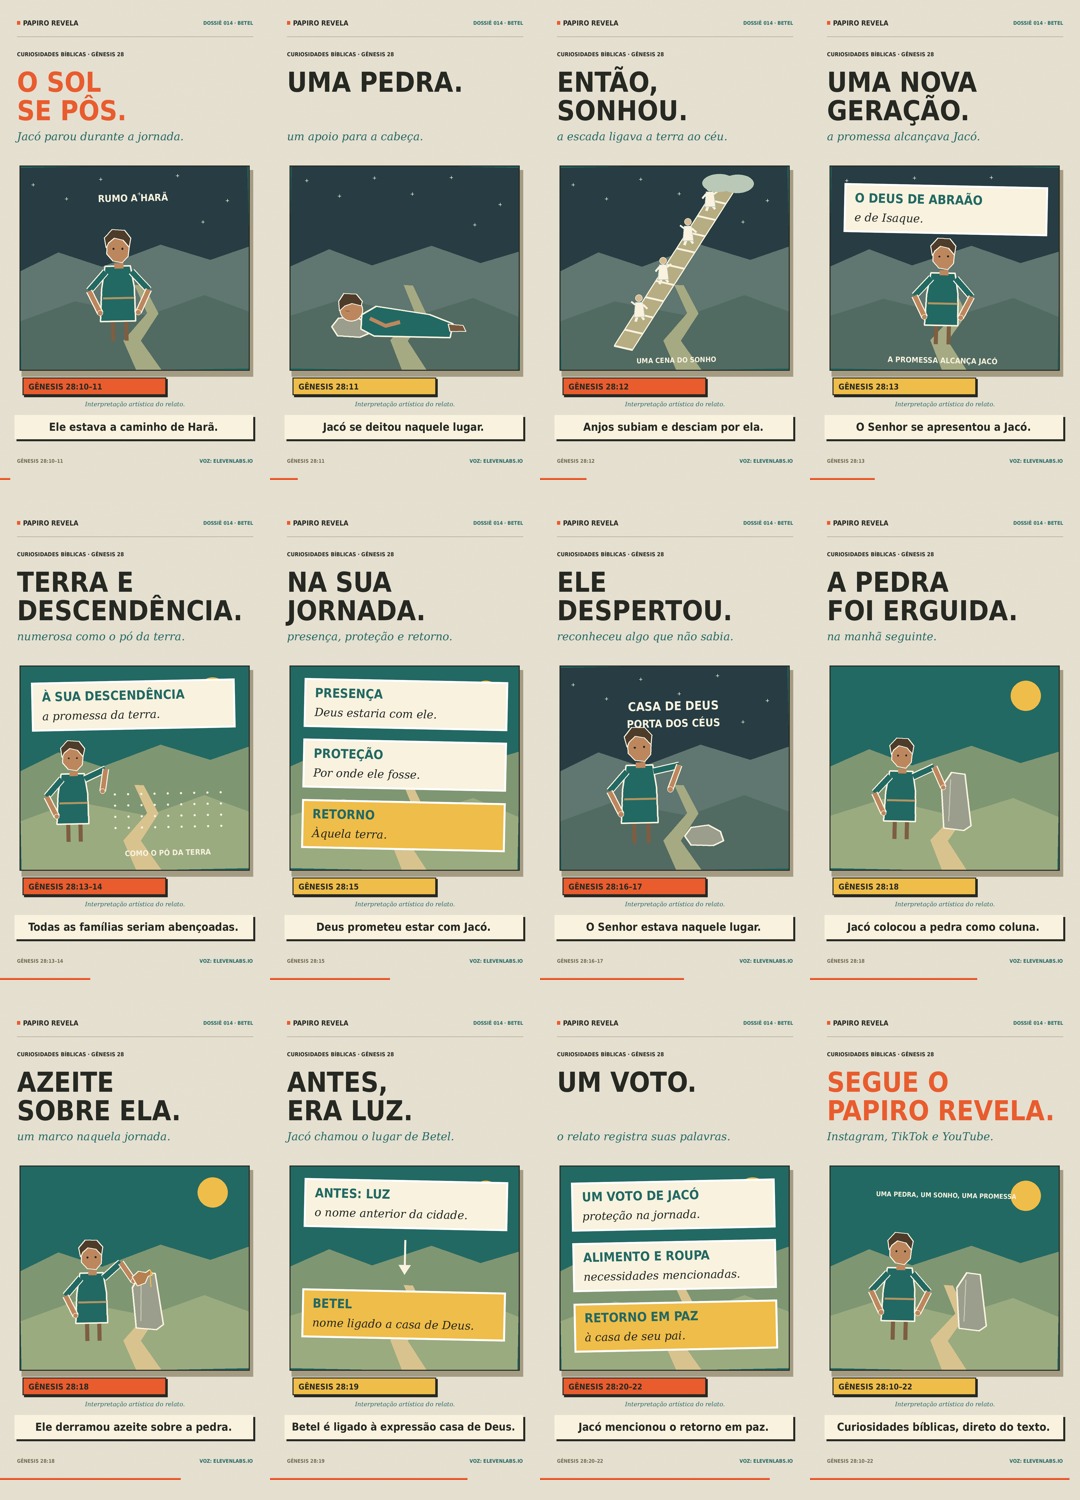 PAPIRO REVELA
DOSSIÊ 014 · BETEL
CURIOSIDADES BÍBLICAS · GÊNESIS 28
O SOL
SE PÔS.
Jacó parou durante a jornada.
RUMO A HARÃ
GÊNESIS 28:10-11
Interpretação artística do relato.
Ele estava a caminho de Harã.
GÊNESIS 28:10-11
VOZ: ELEVENLABS.IO
PAPIRO REVELA
DOSSIÊ 014 · BETEL
CURIOSIDADES BÍBLICAS · GÊNESIS 28
UMA PEDRA.
um apoio para a cabeça.
GÊNESIS 28:11
Interpretação artística do relato.
Jacó se deitou naquele lugar.
GÊNESIS 28:11
VOZ: ELEVENLABS.IO
PAPIRO REVELA
DOSSIÊ 014 · BETEL
CURIOSIDADES BÍBLICAS · GÊNESIS 28
ENTÃO,
SONHOU.
a escada ligava a terra ao céu.
UMA CENA DO SONHO
GÊNESIS 28:12
Interpretação artística do relato.
Anjos subiam e desciam por ela.
GÊNESIS 28:12
VOZ: ELEVENLABS.IO
PAPIRO REVELA
DOSSIÊ 014 · BETEL
CURIOSIDADES BÍBLICAS · GÊNESIS 28
UMA NOVA
GERAÇÃO.
a promessa alcançava Jacó.
O DEUS DE ABRAÃO
e de Isaque.
A PROMESSA ALCANÇA JACÓ
GÊNESIS 28:13
Interpretação artística do relato.
O Senhor se apresentou a Jacó.
GÊNESIS 28:13
VOZ: ELEVENLABS.IO
PAPIRO REVELA
DOSSIÊ 014 · BETEL
CURIOSIDADES BÍBLICAS · GÊNESIS 28
TERRA E
DESCENDÊNCIA.
numerosa como o pó da terra.
À SUA DESCENDÊNCIA
a promessa da terra.
COMO O PÓ DA TERRA
GÊNESIS 28:13-14
Interpretação artística do relato.
Todas as famílias seriam abençoadas.
GÊNESIS 28:13-14
VOZ: ELEVENLABS.IO
PAPIRO REVELA
DOSSIÊ 014 · BETEL
CURIOSIDADES BÍBLICAS · GÊNESIS 28
NA SUA
JORNADA.
presença, proteção e retorno.
PRESENÇA
Deus estaria com ele.
PROTEÇÃO
Por onde ele fosse.
RETORNO
Àquela terra.
GÊNESIS 28:15
Interpretação artística do relato.
Deus prometeu estar com Jacó.
GÊNESIS 28:15
VOZ: ELEVENLABS.IO
PAPIRO REVELA
DOSSIÊ 014 · BETEL
CURIOSIDADES BÍBLICAS · GÊNESIS 28
ELE
DESPERTOU.
reconheceu algo que não sabia.
CASA DE DEUS
PORTA DOS CÉUS
GÊNESIS 28:16-17
Interpretação artística do relato.
O Senhor estava naquele lugar.
GÊNESIS 28:16-17
VOZ: ELEVENLABS.IO
PAPIRO REVELA
DOSSIÊ 014 · BETEL
CURIOSIDADES BÍBLICAS · GÊNESIS 28
A PEDRA
FOI ERGUIDA.
na manhã seguinte.
GÊNESIS 28:18
Interpretação artística do relato.
Jacó colocou a pedra como coluna.
GÊNESIS 28:18
VOZ: ELEVENLABS.IO
PAPIRO REVELA
DOSSIÊ 014 · BETEL
CURIOSIDADES BÍBLICAS · GÊNESIS 28
AZEITE
SOBRE ELA.
um marco naquela jornada.
GÊNESIS 28:18
Interpretação artística do relato.
Ele derramou azeite sobre a pedra.
GÊNESIS 28:18
VOZ: ELEVENLABS.IO
PAPIRO REVELA
DOSSIÊ 014 · BETEL
CURIOSIDADES BÍBLICAS · GÊNESIS 28
ANTES,
ERA LUZ.
Jacó chamou o lugar de Betel.
ANTES: LUZ
o nome anterior da cidade.
BETEL
nome ligado a casa de Deus.
GÊNESIS 28:19
Interpretação artística do relato.
Betel é ligado à expressão casa de Deus.
GÊNESIS 28:19
VOZ: ELEVENLABS.IO
PAPIRO REVELA
DOSSIÊ 014 · BETEL
CURIOSIDADES BÍBLICAS · GÊNESIS 28
UM VOTO.
o relato registra suas palavras.
UM VOTO DE JACÓ
proteção na jornada.
ALIMENTO E ROUPA
necessidades mencionadas.
RETORNO EM PAZ
à casa de seu pai.
GÊNESIS 28:20-22
Interpretação artística do relato.
Jacó mencionou o retorno em paz.
GÊNESIS 28:20-22
VOZ: ELEVENLABS.IO
PAPIRO REVELA
DOSSIÊ 014 · BETEL
CURIOSIDADES BÍBLICAS · GÊNESIS 28
SEGUE O
PAPIRO REVELA.
Instagram, TikTok e YouTube.
UMA PEDRA, UM SONHO, UMA PROMESSA
GÊNESIS 28:10-22
Interpretação artística do relato.
Curiosidades bíblicas, direto do texto.
GÊNESIS 28:10-22
VOZ: ELEVENLABS.IO